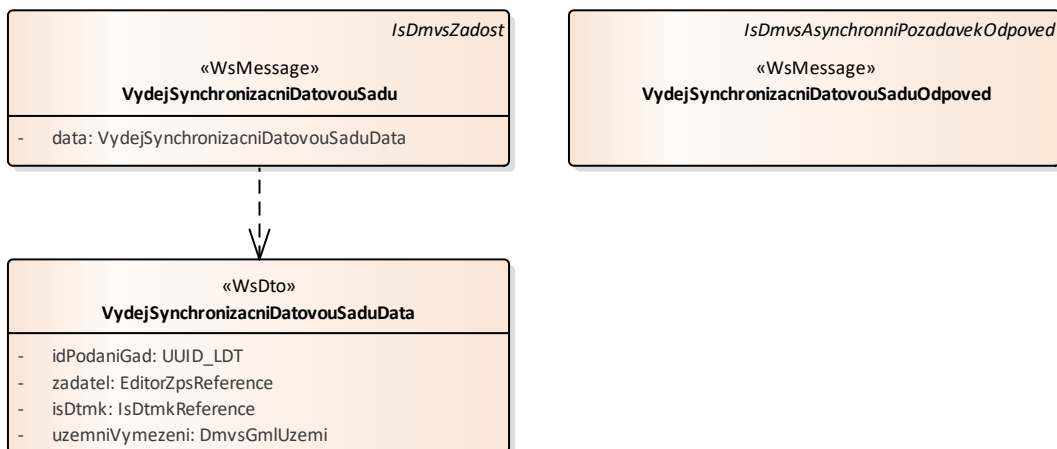 IsDmvsZadost
«WsMessage»
VydejSynchronizacniDatovouSadu
- data: VydejSynchronizacniDatovouSaduData
IsDmvsAsynchronniPozadavekOdpoved
«WsMessage»
VydejSynchronizacniDatovouSaduOdpoved
«WsDto»
VydejSynchronizacniDatovouSaduData
- idPodaniGad: UUID_LDT
- zadatel: EditorZpsReference
- isDtmk: IsDtmkReference
- uzemniVymezeni: DmvsGmlUzemi